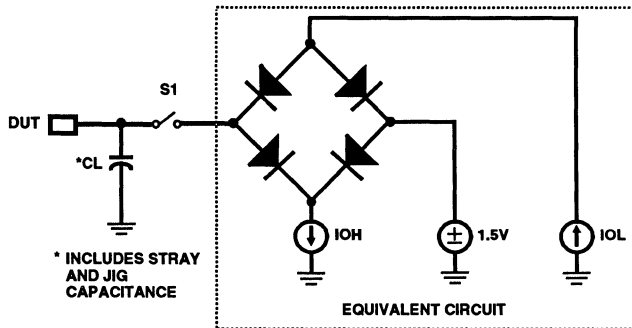 S1
DUT
*CL
IOH
± 1.5V
IOL
* INCLUDES STRAY
AND JIG
CAPACITANCE
EQUIVALENT CIRCUIT